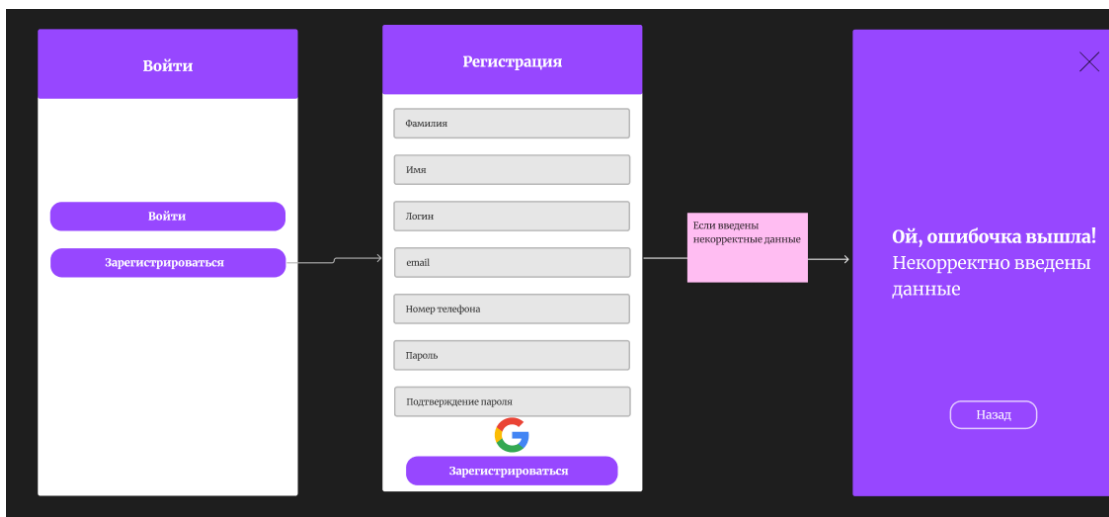 Войти
Войти
Зарегистрироваться
Регистрация
Фамилия
Имя
Логин
email
Номер телефона
Пароль
Подтверждение пароля
Зарегистрироваться
Если введены
некорректные данные
Ой, ошибочка вышла!
Некорректно введены
данные
Назад